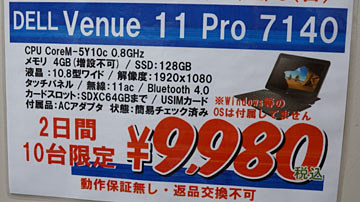 DELL Venue 11 Pro 7140
CPU CoreM-5Y10c 0.8GHz
メモリ 4GB(増設不可) / SSD:128GB
液晶:10.8型ワイド / 解像度:1920x1080
タッチパネル / 無線:11ac / Bluetooth 4.0
カードスロット:SDXC64GBまで / USIMカード
付属品:ACアダプタ 状態:簡易チェック済み
※Windows等の
OSは付属してません
2日間
10台限定
¥9,980
税込
動作保証無し・返品交換不可